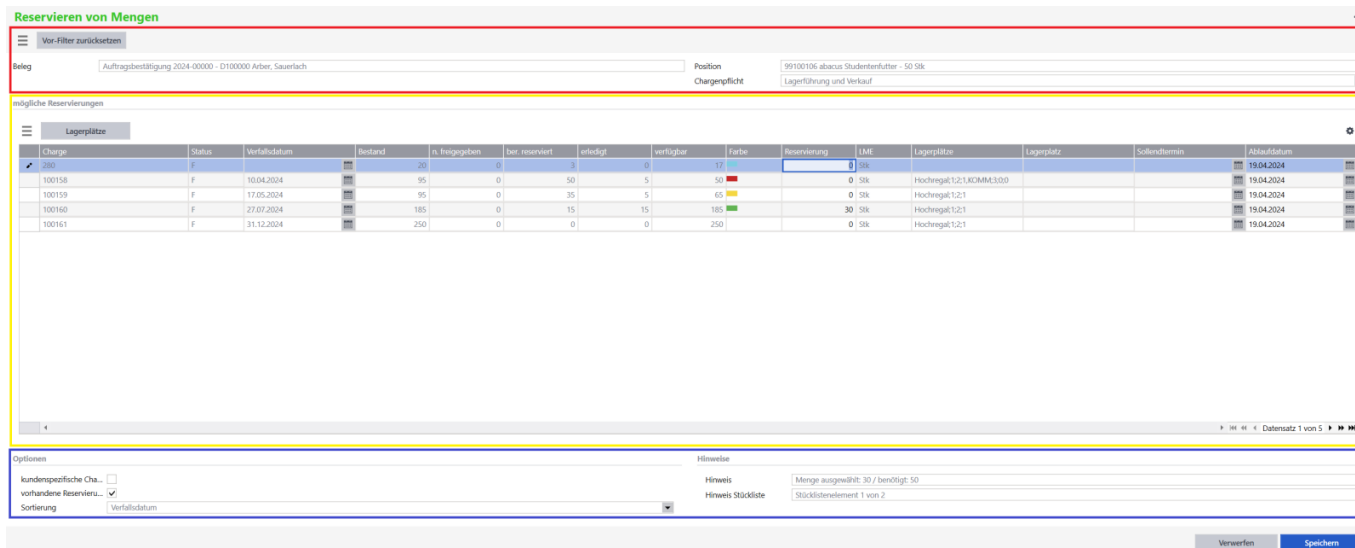 Reservieren von Mengen
Vor-Filter zurücksetzen
Beleg Auftragsbestätigung 2024-00000 - D100000 Arber, Sauerlach Position 99100106 abacus Studentenfutter - 50 Stk
Chargenpflicht Lagerführung und Verkauf
mögliche Reservierungen
Lagerplätze
Charge Status Verfallsdatum Bestand n. freigegeben ber. reserviert erledigt verfügbar Farbe Reservierung LME Lagerplätze Lagerplatz Sollendtermin Ablaufdatum
280 F 20 0 3 0 17 0 Stk 19.04.2024
100158 F 10.04.2024 95 0 50 5 50 0 Stk Hochregal;1;2;1,KOMM;3;0;0 19.04.2024
100159 F 17.05.2024 95 0 35 5 65 0 Stk Hochregal;1;2;1 19.04.2024
100160 F 27.07.2024 185 0 15 15 185 30 Stk Hochregal;1;2;1 19.04.2024
100161 F 31.12.2024 250 0 0 0 250 0 Stk Hochregal;1;2;1 19.04.2024
Datensatz 1 von 5
Optionen Hinweise
kundenspezifische Cha... Hinweis Menge ausgewählt: 30 / benötigt: 50
vorhandene Reservieru... Hinweis Stückliste Stücklistenelement 1 von 2
Sortierung Verfallsdatum
Verwerfen Speichern